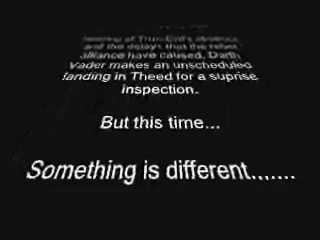 and the delays that the rebel
alliance have caused, Darth
Vader makes an unscheduled
landing in Theed for a suprise
inspection.
But this time...
Something is different.......